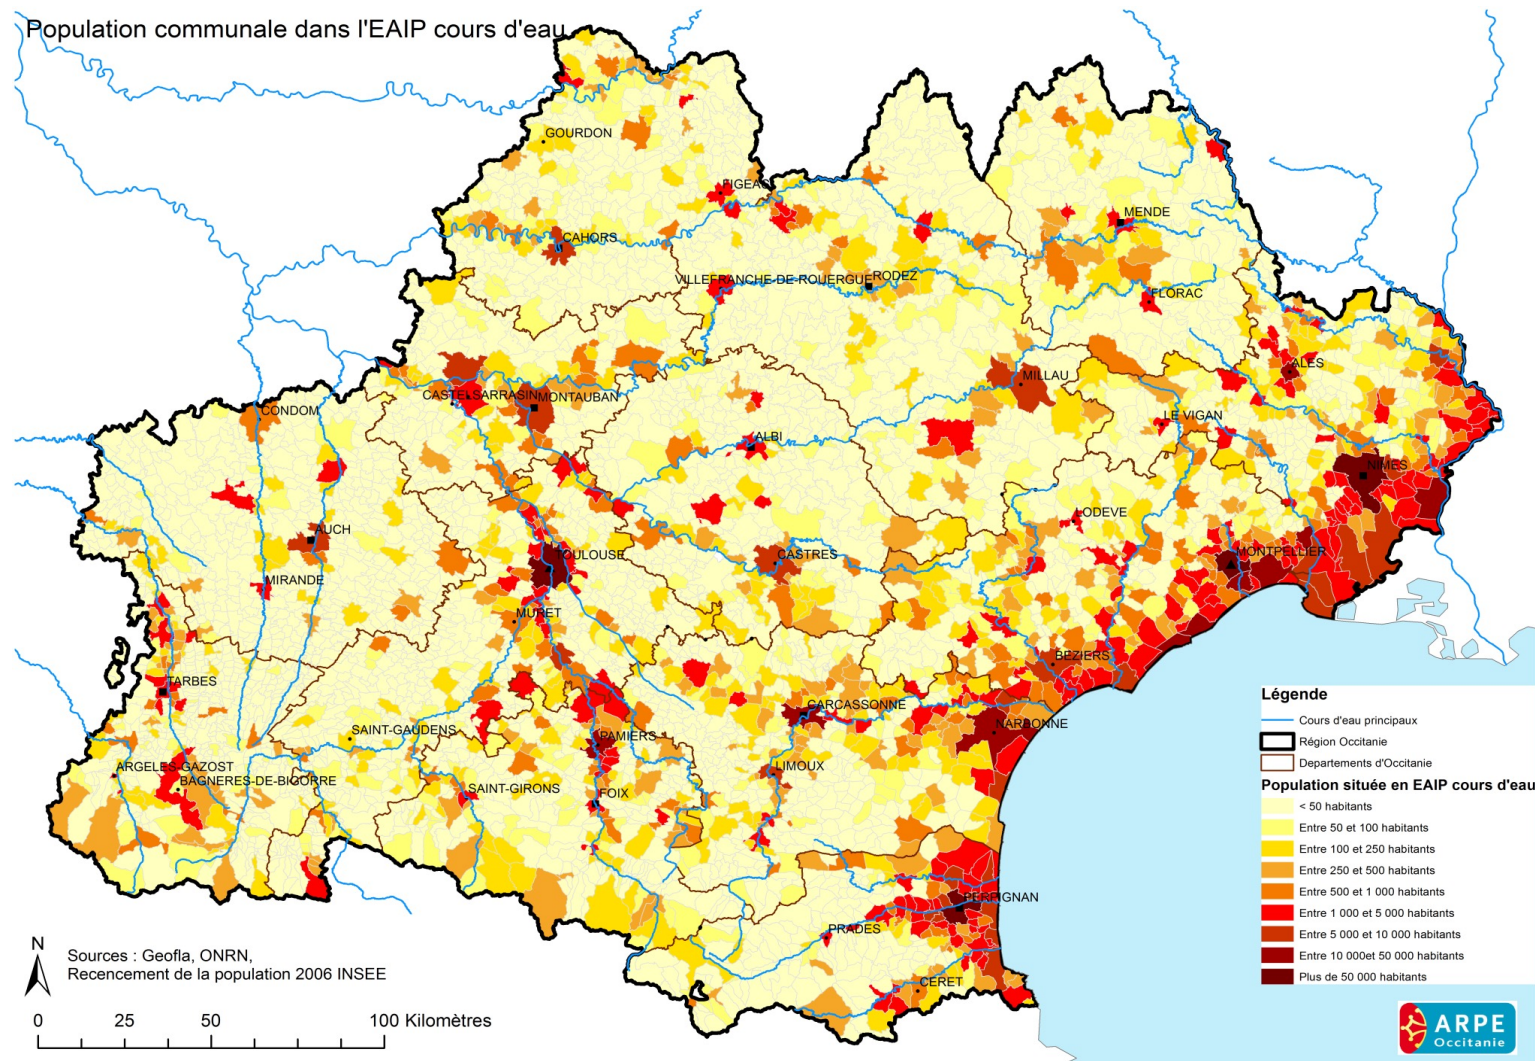 Population communale dans l'EAIP cours d'eau
GOURDON
FIGEAC
MENDE
CAHORS
VILLEFRANCHE-DE-ROUERGUE
RODEZ
FLORAC
ALES
MILLAU
CASTELSARRASIN
MONTAUBAN
CONDOM
LE VIGAN
ALBI
NIMES
LODEVE
AUCH
TOULOUSE
CASTRES
MONTPELLIER
MIRANDE
MURET
BEZIERS
TARBES
CARCASSONNE
NARBONNE
SAINT-GAUDENS
PAMIERS
ARGELES-GAZOST
BAGNERES-DE-BIGORRE
LIMOUX
SAINT-GIRONS
FOIX
PERPIGNAN
PRADES
CERET
Légende
Cours d'eau principaux
Région Occitanie
Departements d'Occitanie
Population située en EAIP cours d'eau
< 50 habitants
Entre 50 et 100 habitants
Entre 100 et 250 habitants
Entre 250 et 500 habitants
Entre 500 et 1 000 habitants
Entre 1 000 et 5 000 habitants
Entre 5 000 et 10 000 habitants
Entre 10 000et 50 000 habitants
Plus de 50 000 habitants
N
Sources : Geofla, ONRN,
Recencement de la population 2006 INSEE
0 25 50 100 Kilomètres
ARPE
Occitanie